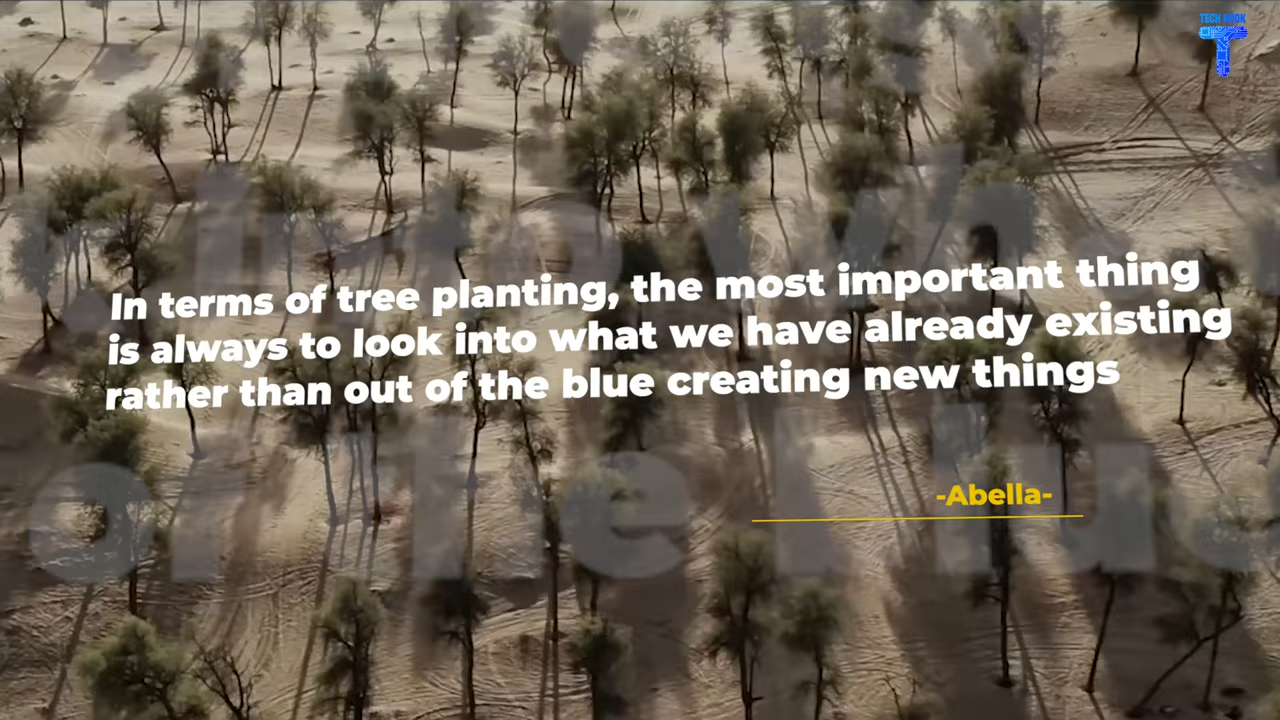 TECH HOOK
In terms of tree planting, the most important thing
is always to look into what we have already existing
rather than out of the blue creating new things
-Abella-